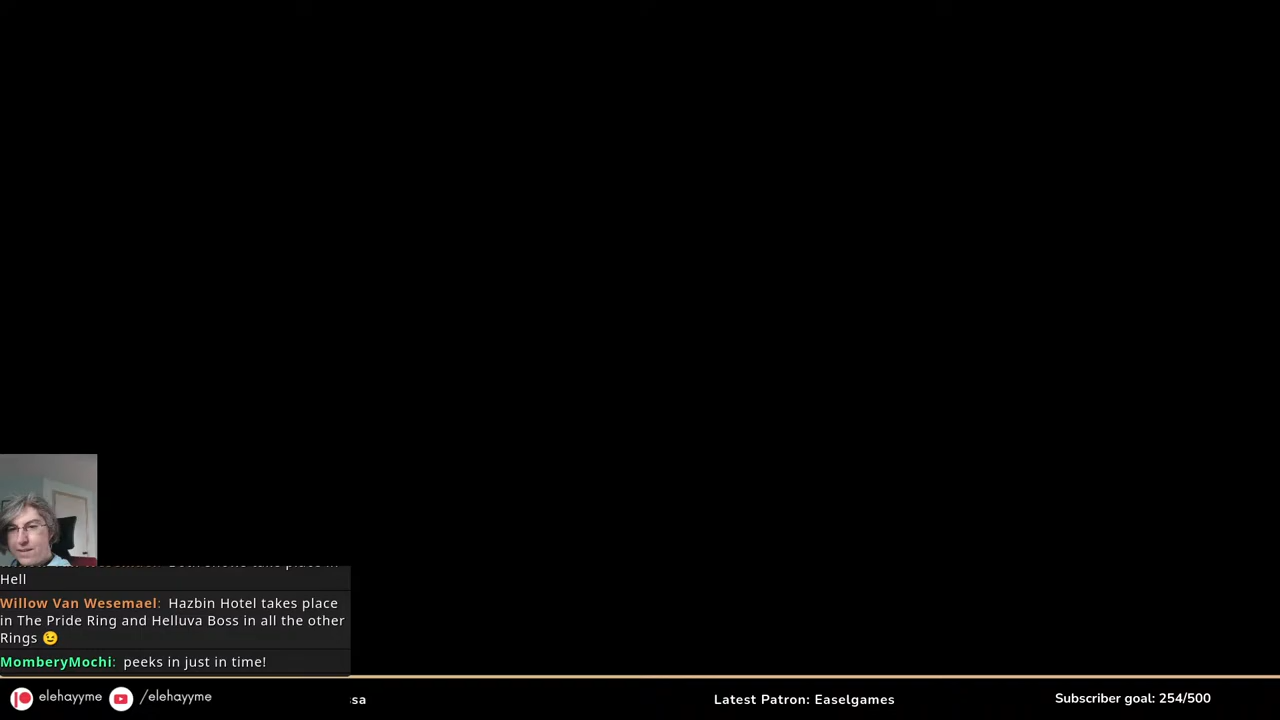 Hell
Willow Van Wesemael: Hazbin Hotel takes place
in The Pride Ring and Helluva Boss in all the other
Rings 😉
MomberyMochi: peeks in just in time!
elehayyme /elehayyme ssa Latest Patron: Easelgames Subscriber goal: 254/500